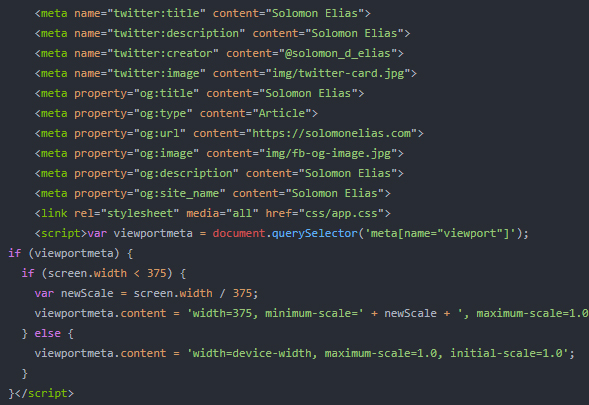 <meta name="twitter:title" content="Solomon Elias">
<meta name="twitter:description" content="Solomon Elias">
<meta name="twitter:creator" content="@solomon_d_elias">
<meta name="twitter:image" content="img/twitter-card.jpg">
<meta property="og:title" content="Solomon Elias">
<meta property="og:type" content="Article">
<meta property="og:url" content="https://solomonelias.com">
<meta property="og:image" content="img/fb-og-image.jpg">
<meta property="og:description" content="Solomon Elias">
<meta property="og:site_name" content="Solomon Elias">
<link rel="stylesheet" media="all" href="css/app.css">
<script>var viewportmeta = document.querySelector('meta[name="viewport"]');
if (viewportmeta) {
if (screen.width < 375) {
var newScale = screen.width / 375;
viewportmeta.content = 'width=375, minimum-scale=' + newScale + ', maximum-scale=1.0
} else {
viewportmeta.content = 'width=device-width, maximum-scale=1.0, initial-scale=1.0';
}
}</script>